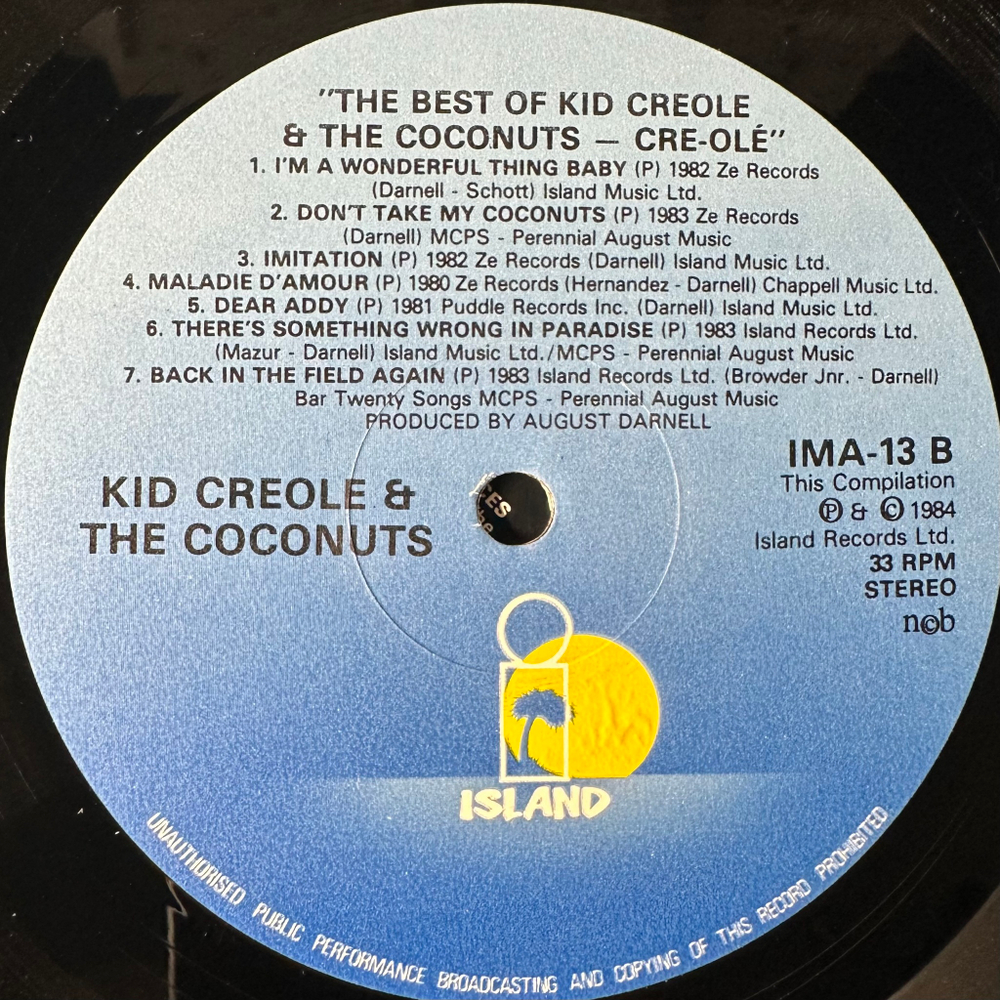 "THE BEST OF KID CREOLE
& THE COCONUTS — CRE-OLÉ"
1. I'M A WONDERFUL THING BABY (P) 1982 Ze Records
(Darnell - Schott) Island Music Ltd.
2. DON'T TAKE MY COCONUTS (P) 1983 Ze Records
(Darnell) MCPS - Perennial August Music
3. IMITATION (P) 1982 Ze Records (Darnell) Island Music Ltd.
4. MALADIE D'AMOUR (P) 1980 Ze Records (Hernandez - Darnell) Chappell Music Ltd.
5. DEAR ADDY (P) 1981 Puddle Records Inc. (Darnell) Island Music Ltd.
6. THERE'S SOMETHING WRONG IN PARADISE (P) 1983 Island Records Ltd.
(Mazur - Darnell) Island Music Ltd./MCPS - Perennial August Music
7. BACK IN THE FIELD AGAIN (P) 1983 Island Records Ltd. (Browder Jnr. - Darnell)
Bar Twenty Songs MCPS - Perennial August Music
PRODUCED BY AUGUST DARNELL
KID CREOLE &
THE COCONUTS
IMA-13 B
This Compilation
Ⓟ & © 1984
Island Records Ltd.
33 RPM
STEREO
n©b
ISLAND
UNAUTHORISED PUBLIC PERFORMANCE BROADCASTING AND COPYING OF THIS RECORD PROHIBITED